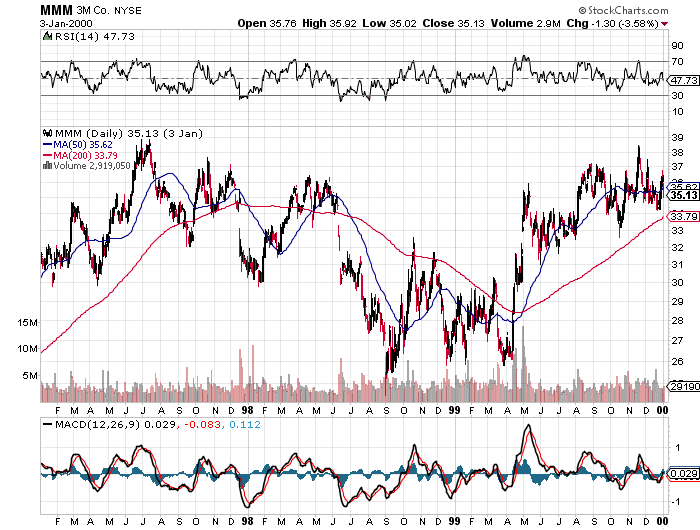 MMM 3M Co. NYSE © StockCharts.com
3-Jan-2000 Open 35.76 High 35.92 Low 35.02 Close 35.13 Volume 2.9M Chg -1.30 (-3.58%)
RSI(14) 47.73
90
70
47.73
30
10
MMM (Daily) 35.13 (3 Jan)
MA(50) 35.62
MA(200) 33.79
Volume 2,919,050
39
38
37
36
35.62
35.13
33.79
33
32
31
30
29
28
27
26
15M
10M
5M
F M A M J J A S O N D 98 F M A M J J A S O N D 99 F M A M J J A S O N D 00
MACD(12,26,9) 0.029, -0.083, 0.112
1
0.029
-1
F M A M J J A S O N D 98 F M A M J J A S O N D 99 F M A M J J A S O N D 00